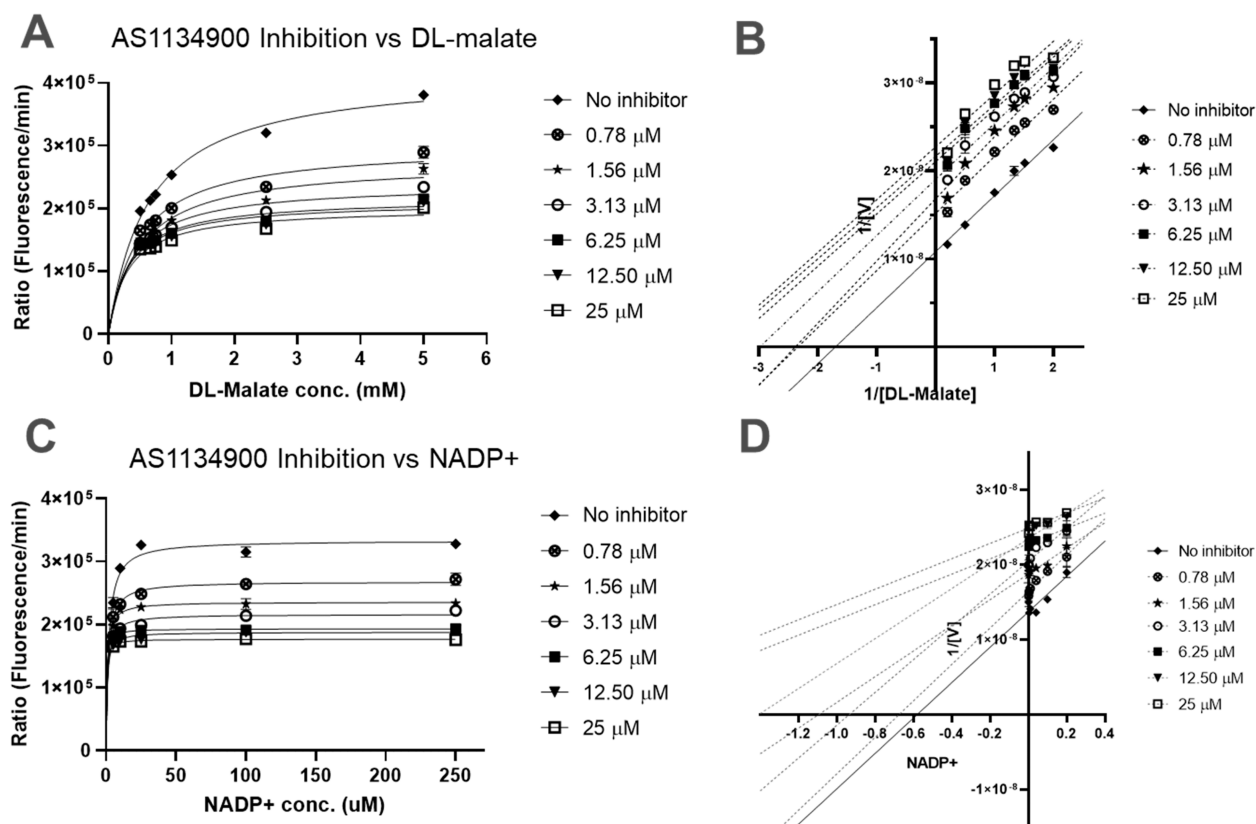 A
AS1134900 Inhibition vs DL-malate
Ratio (Fluorescence/min)
4×10⁵
3×10⁵
2×10⁵
1×10⁵
0
0 1 2 3 4 5 6
DL-Malate conc. (mM)
No inhibitor
0.78 μM
1.56 μM
3.13 μM
6.25 μM
12.50 μM
25 μM
B
1/[V]
3×10⁻⁸
2×10⁻⁸
1×10⁻⁸
-3 -2 -1 1 2
1/[DL-Malate]
No inhibitor
0.78 μM
1.56 μM
3.13 μM
6.25 μM
12.50 μM
25 μM
C
AS1134900 Inhibition vs NADP+
Ratio (Fluorescence/min)
4×10⁵
3×10⁵
2×10⁵
1×10⁵
0
0 50 100 150 200 250
NADP+ conc. (uM)
No inhibitor
0.78 μM
1.56 μM
3.13 μM
6.25 μM
12.50 μM
25 μM
D
1/[V]
3×10⁻⁸
2×10⁻⁸
1×10⁻⁸
-1.2 -1.0 -0.8 -0.6 -0.4 -0.2 0.2 0.4
NADP+
-1×10⁻⁸
No inhibitor
0.78 μM
1.56 μM
3.13 μM
6.25 μM
12.50 μM
25 μM